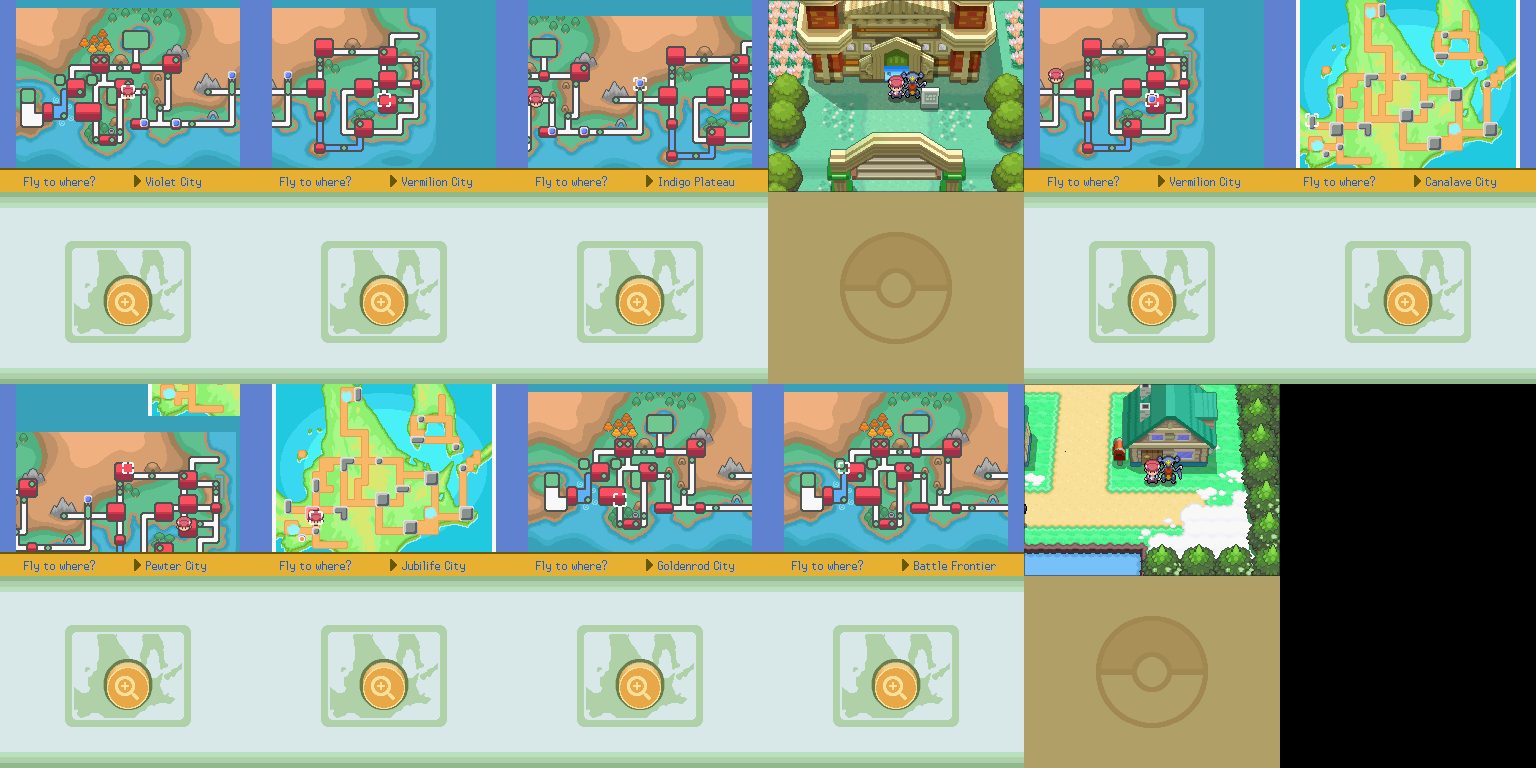 Fly to where? Violet City
Fly to where? Vermilion City
Fly to where? Indigo Plateau
Fly to where? Vermilion City
Fly to where? Canalave City
Fly to where? Pewter City
Fly to where? Jubilife City
Fly to where? Goldenrod City
Fly to where? Battle Frontier